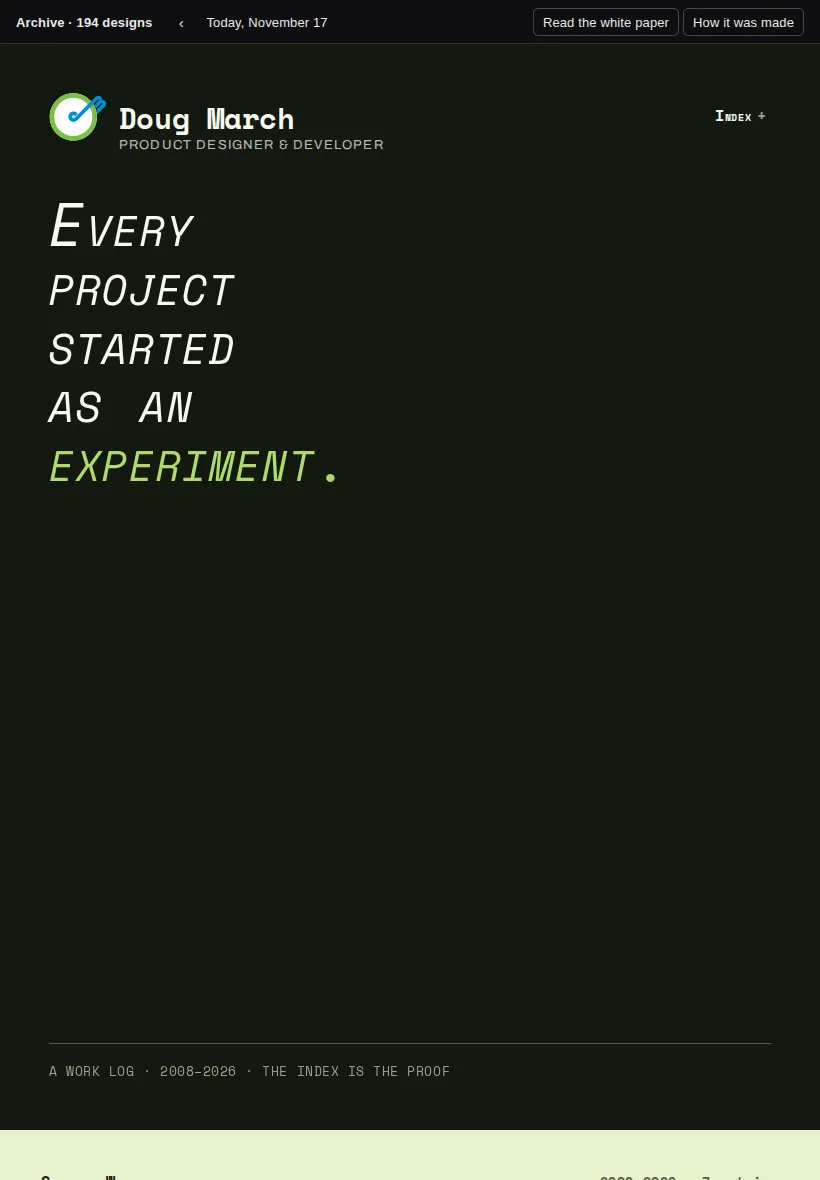 Archive · 194 designs ‹ Today, November 17 Read the white paper How it was made
Doug March
PRODUCT DESIGNER & DEVELOPER
Index +
Every
project
started
as an
experiment.
A WORK LOG · 2008–2026 · THE INDEX IS THE PROOF